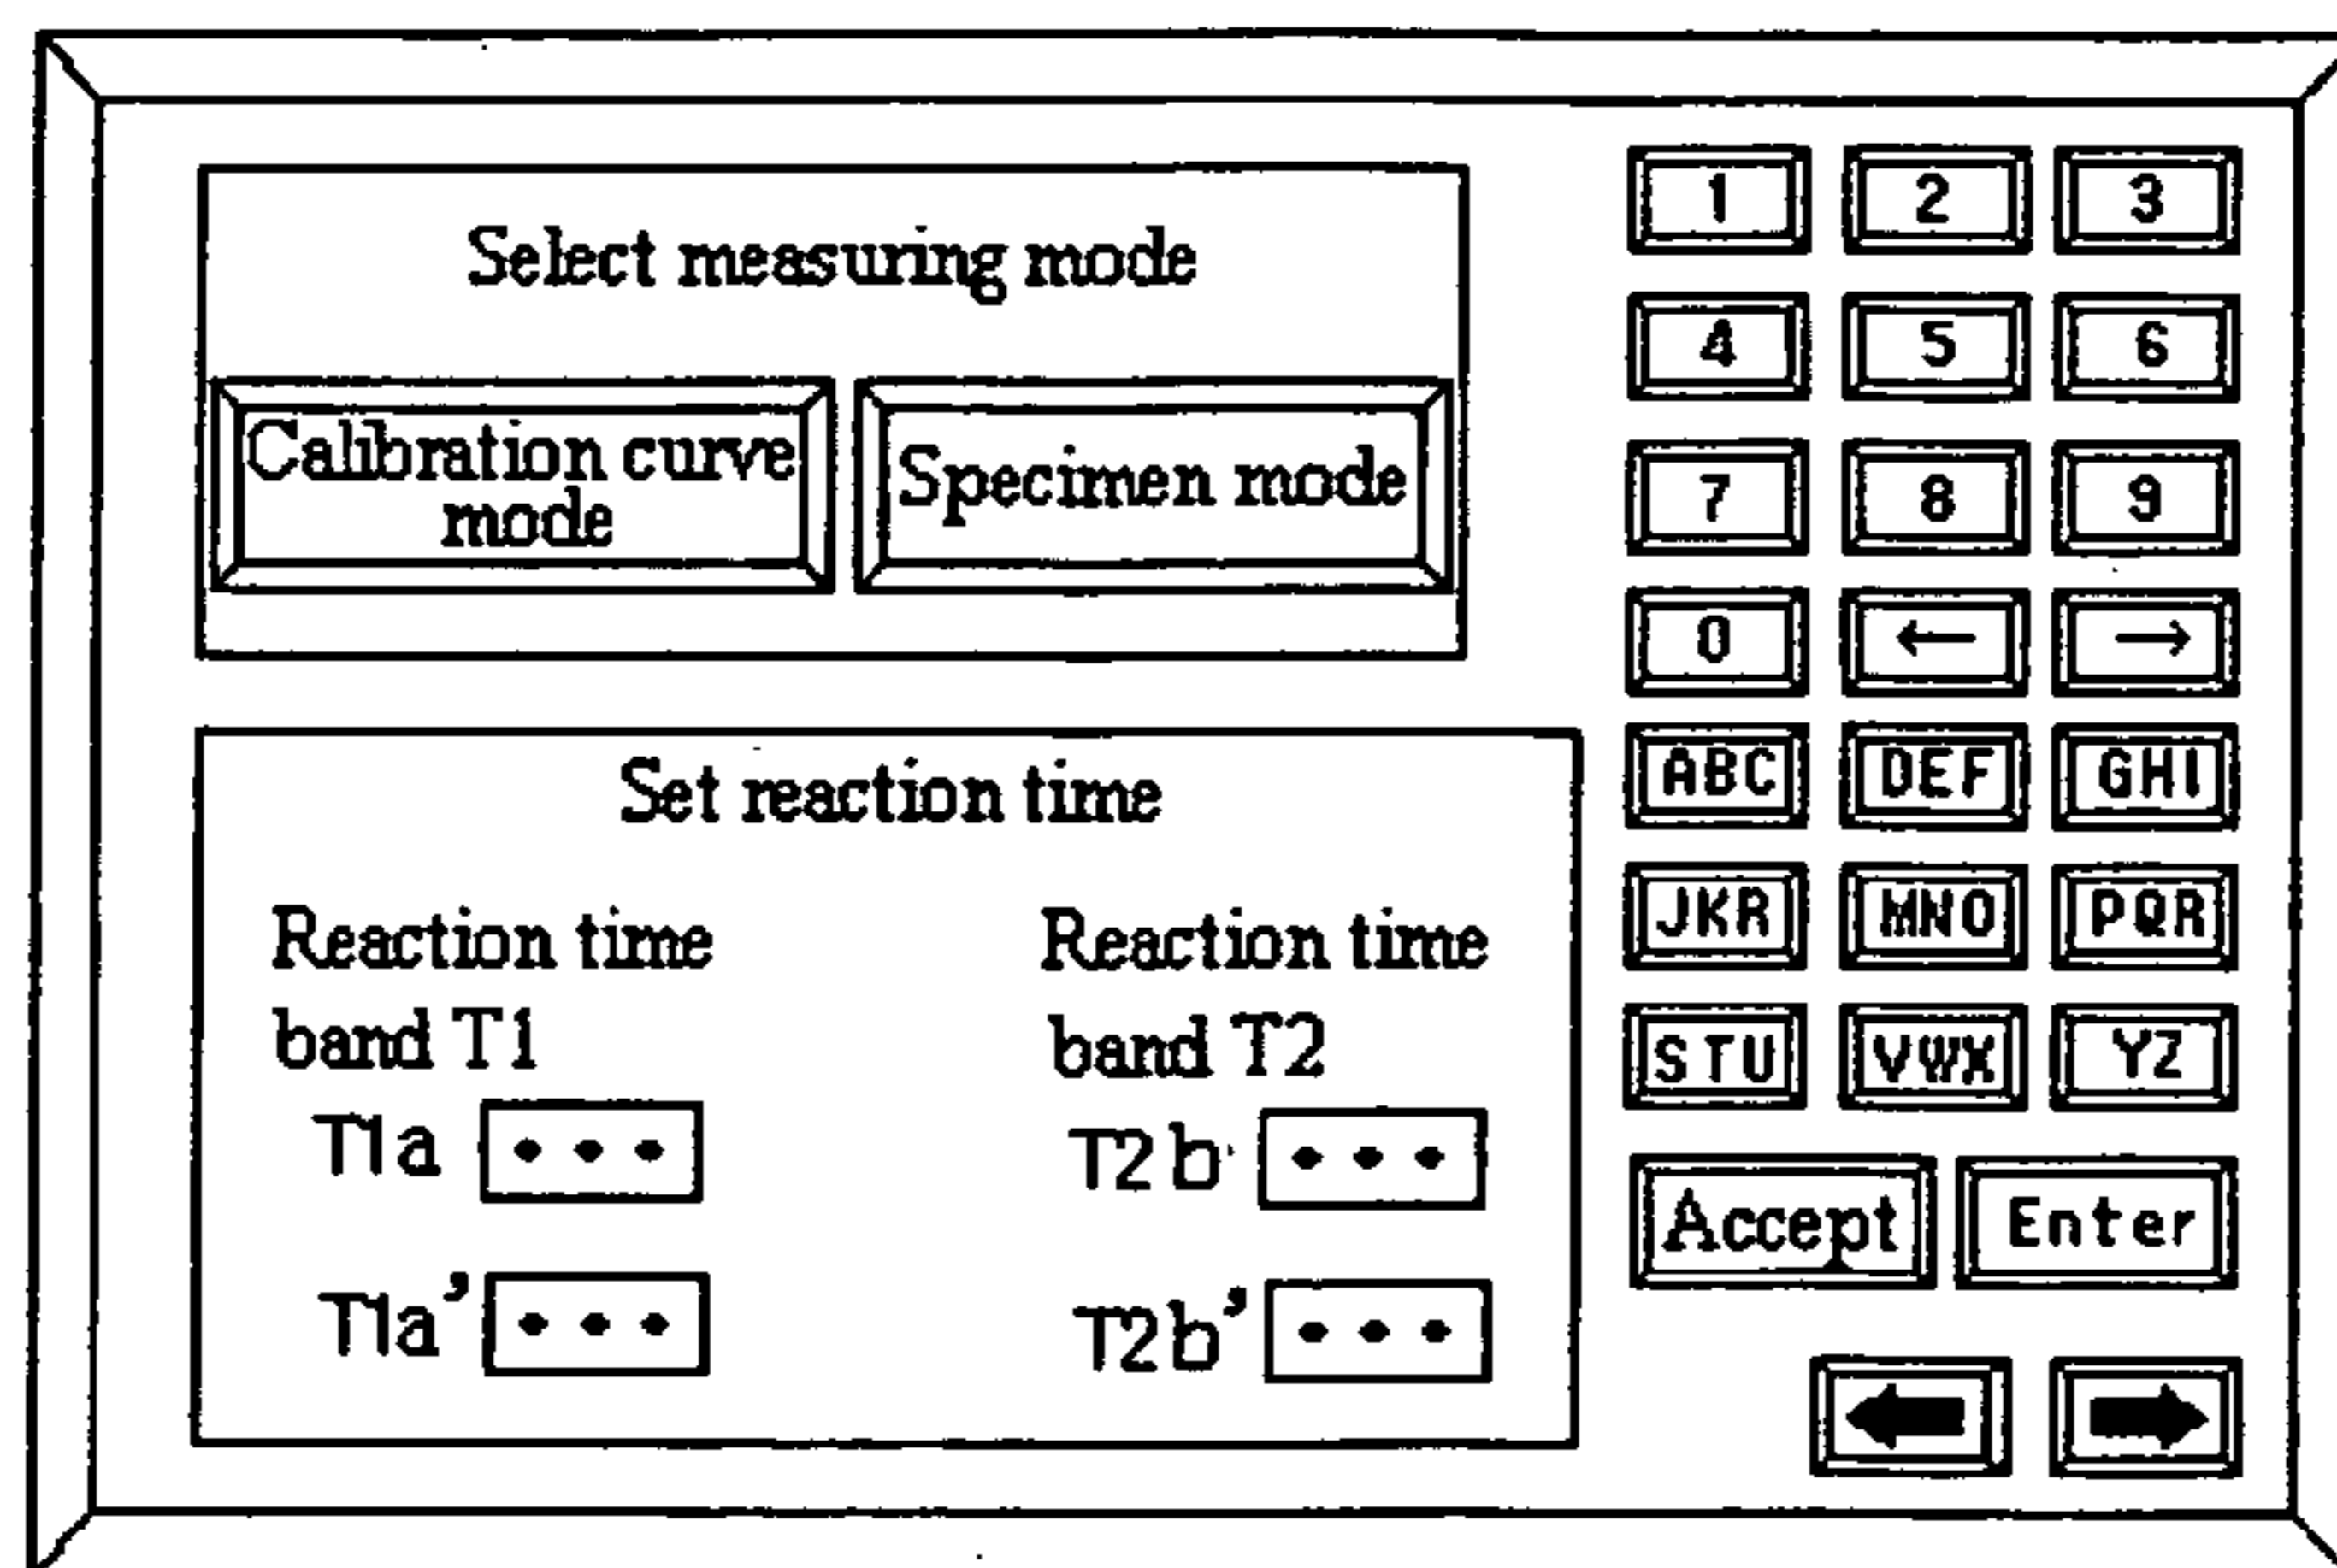 Select measuring mode
Calibration curve
mode
Specimen mode
Set reaction time
Reaction time
band T1
T1a •••
T1a' •••
Reaction time
band T2
T2b •••
T2b' •••
1 2 3
4 5 6
7 8 9
0 ← →
ABC DEF GHI
JKR MNO PQR
STU VWX YZ
Accept Enter